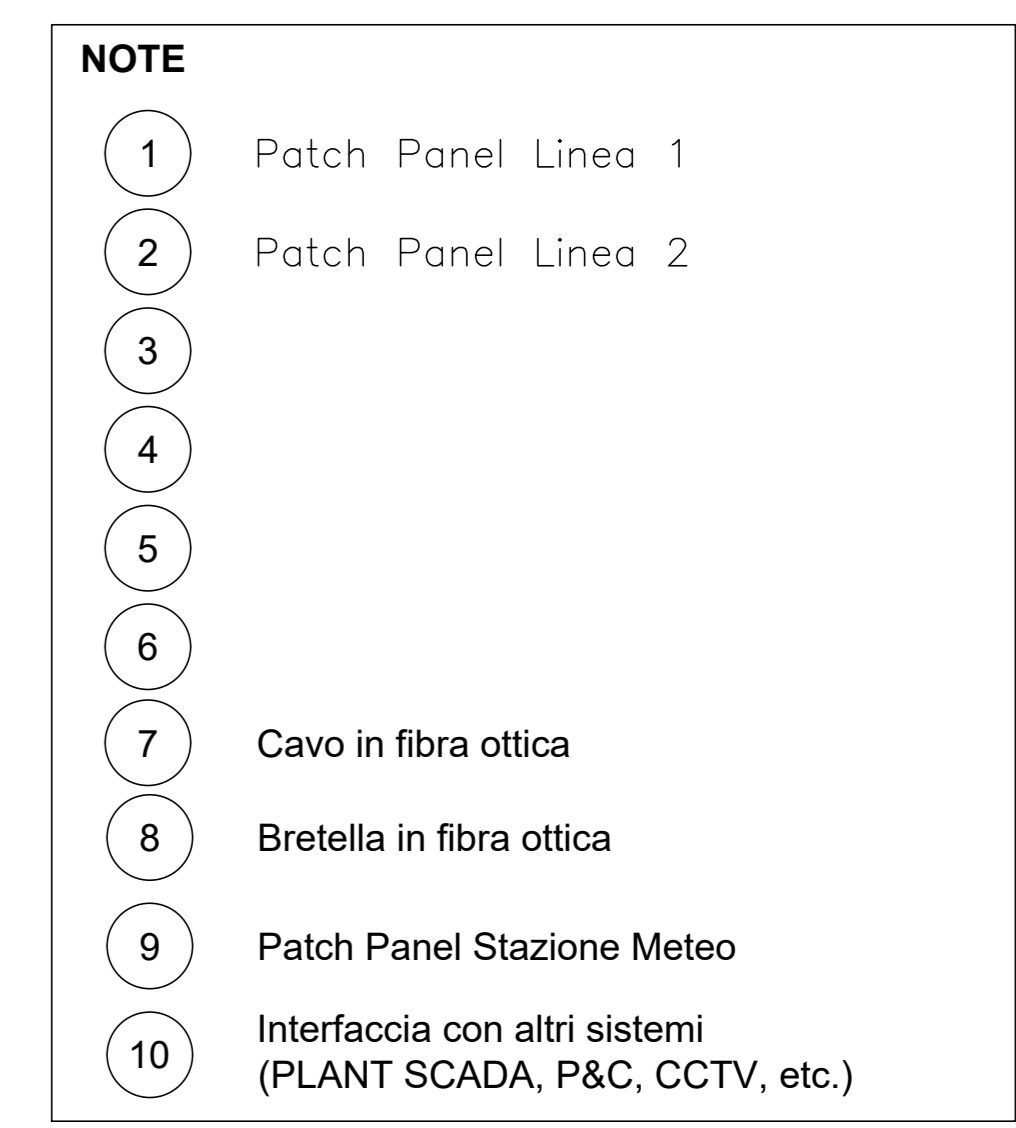 NOTE
1 Patch Panel Linea 1
2 Patch Panel Linea 2
3
4
5
6
7 Cavo in fibra ottica
8 Bretella in fibra ottica
9 Patch Panel Stazione Meteo
10 Interfaccia con altri sistemi
(PLANT SCADA, P&C, CCTV, etc.)